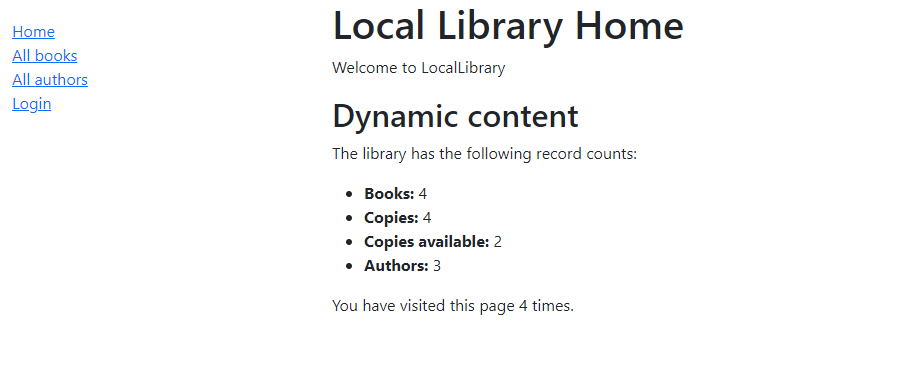 Home
All books
All authors
Login
Local Library Home
Welcome to LocalLibrary
Dynamic content
The library has the following record counts:
Books: 4
Copies: 4
Copies available: 2
Authors: 3
You have visited this page 4 times.